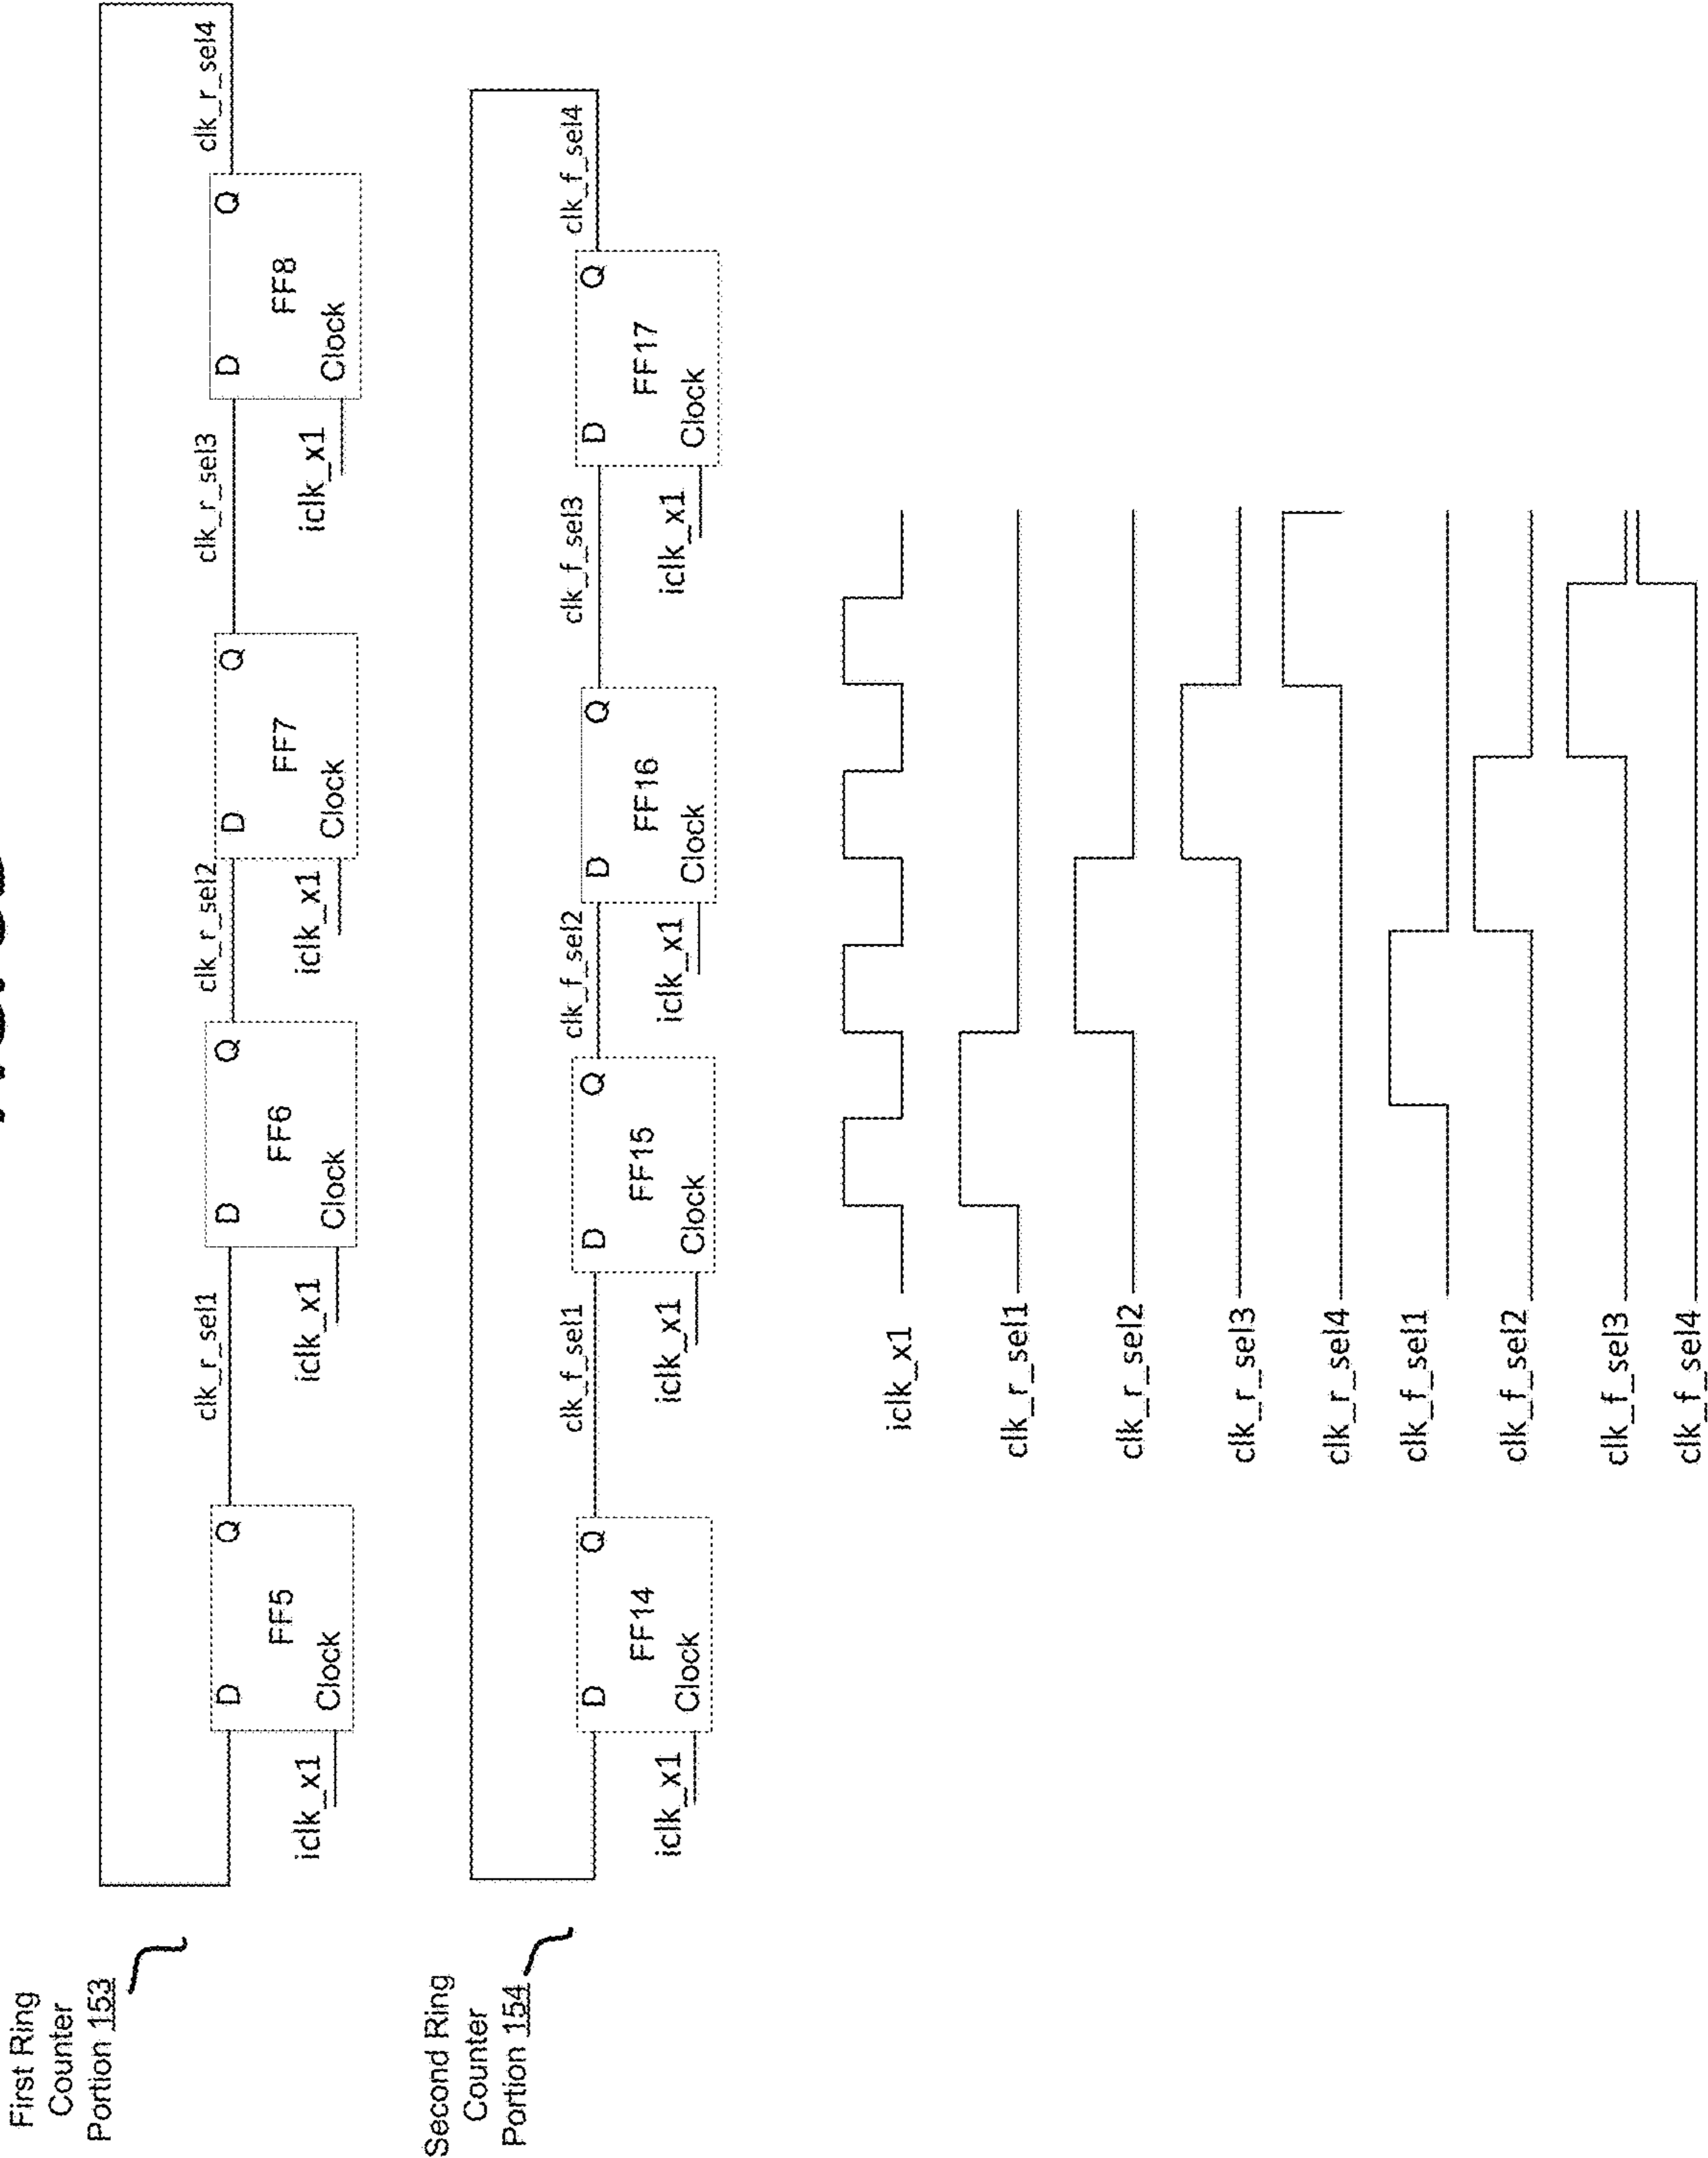 First Ring
Counter
Portion 153
D
Q
FF5
Clock
iclk_x1
clk_r_sel1
D
Q
FF6
Clock
iclk_x1
clk_r_sel2
D
Q
FF7
Clock
iclk_x1
clk_r_sel3
D
Q
FF8
Clock
iclk_x1
clk_r_sel4
Second Ring
Counter
Portion 154
D
Q
FF14
Clock
iclk_x1
clk_f_sel1
D
Q
FF15
Clock
iclk_x1
clk_f_sel2
D
Q
FF16
Clock
iclk_x1
clk_f_sel3
D
Q
FF17
Clock
iclk_x1
clk_f_sel4
iclk_x1
clk_r_sel1
clk_r_sel2
clk_r_sel3
clk_r_sel4
clk_f_sel1
clk_f_sel2
clk_f_sel3
clk_f_sel4